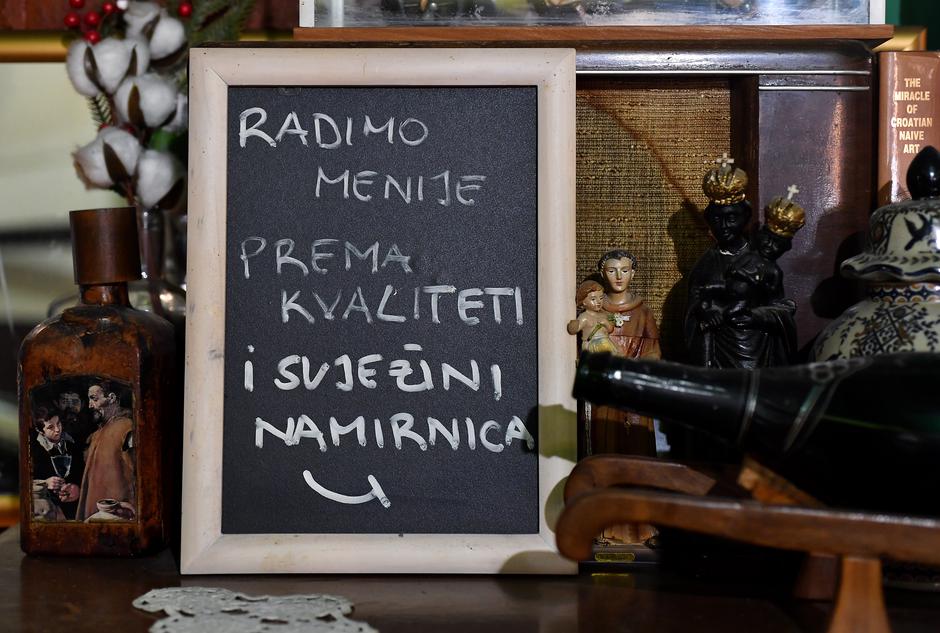 RADIMO
MENIJE
PREMA
KVALITETI
i SVJEŽINI
NAMIRNICA
THE
MIRACLE
OF
CROATIAN
NAIVE
ART